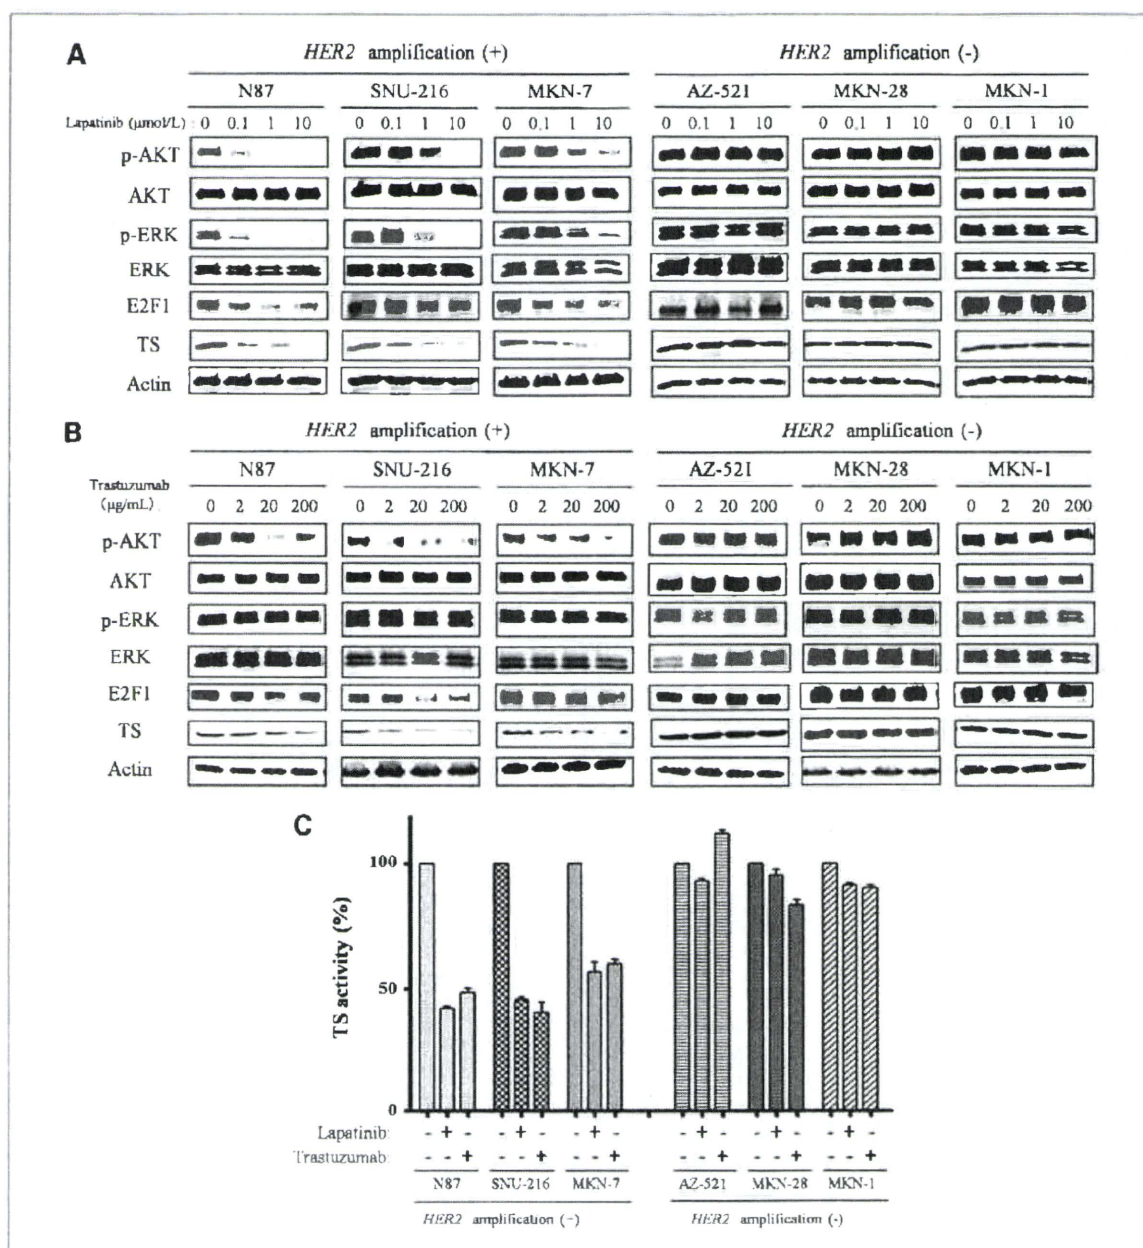 A
HER2 amplification (+) HER2 amplification (-)
N87 SNU-216 MKN-7 AZ-521 MKN-28 MKN-1
Lapatinib (μmol/L) 0 0.1 1 10 0 0.1 1 10 0 0.1 1 10 0 0.1 1 10 0 0.1 1 10 0 0.1 1 10
p-AKT
AKT
p-ERK
ERK
E2F1
TS
Actin
B
HER2 amplification (+) HER2 amplification (-)
N87 SNU-216 MKN-7 AZ-521 MKN-28 MKN-1
Trastuzumab
(μg/mL) 0 2 20 200 0 2 20 200 0 2 20 200 0 2 20 200 0 2 20 200 0 2 20 200
p-AKT
AKT
p-ERK
ERK
E2F1
TS
Actin
C
TS activity (%)
100
50
0
Lapatinib: - + - - + - - + - - + - - + - - + -
Trastuzumab: - - + - - + - - + - - + - - + - - +
N87 SNU-216 MKN-7 AZ-521 MKN-28 MKN-1
HER2 amplification (+) HER2 amplification (-)